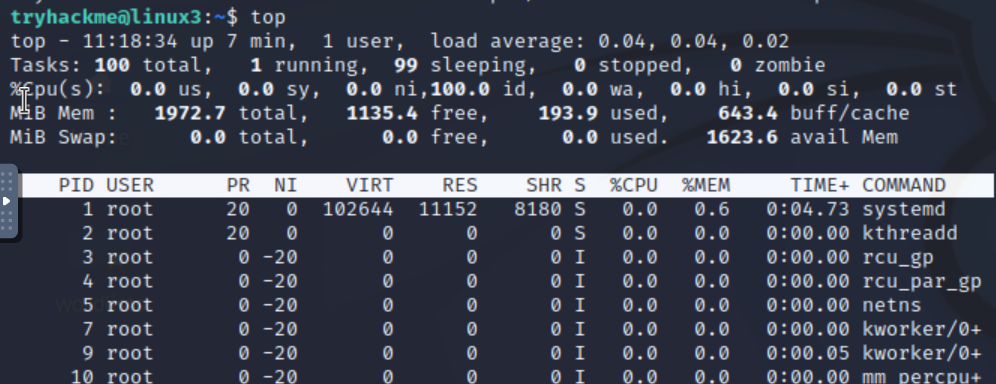 tryhackme@linux3:~$ top
top - 11:18:34 up 7 min,  1 user,  load average: 0.04, 0.04, 0.02
Tasks: 100 total,   1 running,  99 sleeping,   0 stopped,   0 zombie
%Cpu(s):  0.0 us,  0.0 sy,  0.0 ni,100.0 id,  0.0 wa,  0.0 hi,  0.0 si,  0.0 st
MiB Mem :   1972.7 total,   1135.4 free,    193.9 used,    643.4 buff/cache
MiB Swap:      0.0 total,      0.0 free,      0.0 used.   1623.6 avail Mem
PID USER      PR  NI    VIRT    RES    SHR S  %CPU  %MEM     TIME+ COMMAND
1 root      20   0  102644  11152   8180 S   0.0   0.6   0:04.73 systemd
2 root      20   0       0      0      0 S   0.0   0.0   0:00.00 kthreadd
3 root       0 -20       0      0      0 I   0.0   0.0   0:00.00 rcu_gp
4 root       0 -20       0      0      0 I   0.0   0.0   0:00.00 rcu_par_gp
5 root       0 -20       0      0      0 I   0.0   0.0   0:00.00 netns
7 root       0 -20       0      0      0 I   0.0   0.0   0:00.00 kworker/0+
9 root       0 -20       0      0      0 I   0.0   0.0   0:00.05 kworker/0+
10 root       0 -20       0      0      0 I   0.0   0.0   0:00.00 mm_percpu+